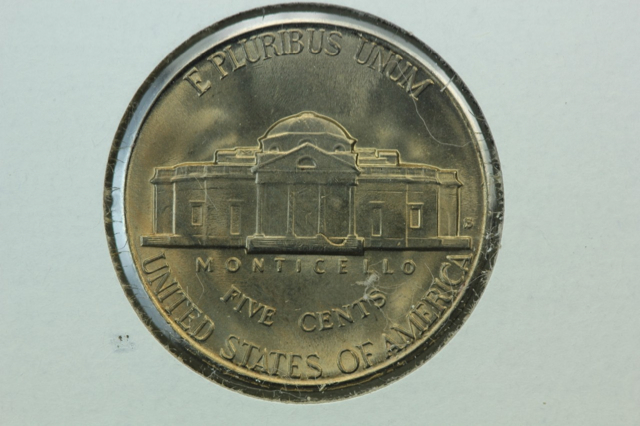 E PLURIBUS UNUM
S
MONTICELLO
FIVE CENTS
UNITED STATES OF AMERICA